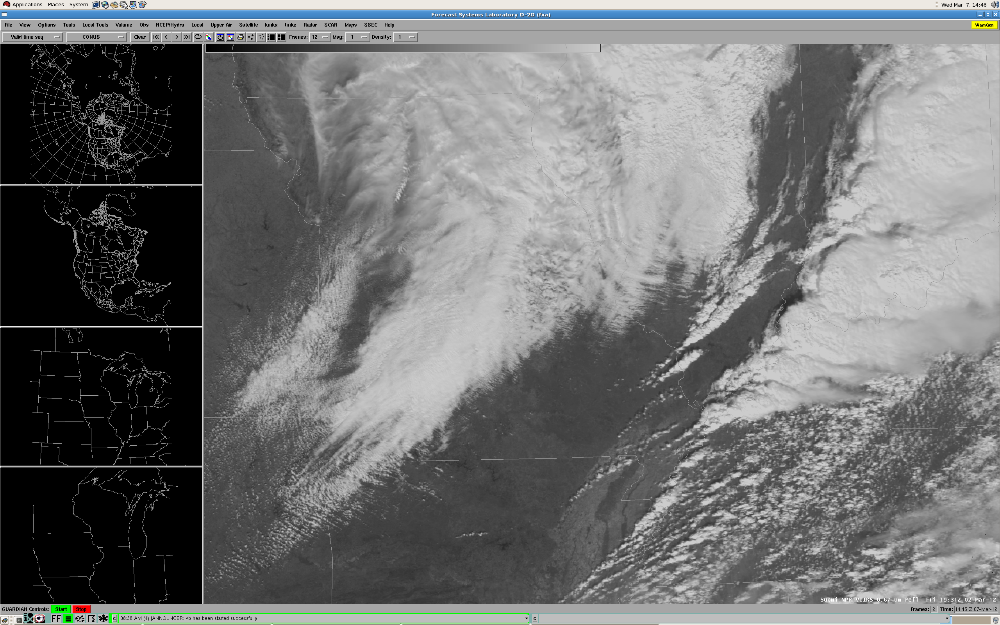 Applications Places System Wed Mar 7, 14:46
Forecast Systems Laboratory D-2D (fxa)
File View Options Tools Local Tools Volume Obs NCEP/Hydro Local Upper Air Satellite kmkx tmke Radar SCAN Maps SSEC Help WarnGen
Valid time seq CONUS Clear Frames: 12 Mag: 1 Density: 1
Suomi NPP VIIRS 0.67 um refl Fri 19:31Z 02-Mar-12
GUARDIAN Controls: Start Stop Frames: 2 Time: 14:45 Z 07-Mar-12
FF c 08:38 AM (4) |ANNOUNCER: vb has been started successfully. c